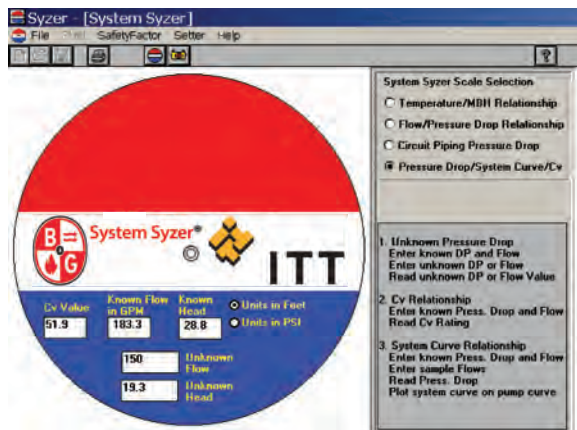 Syzer - [System Syzer]
File Print SafetyFactor Setter Help
?
System Syzer Scale Selection
Temperature/MBH Relationship
Flow/Pressure Drop Relationship
Circuit Piping Pressure Drop
Pressure Drop/System Curve/Cv
B G
System Syzer®
ITT
Cv Value
Known Flow in GPM
Known Head
Units in Feet
Units in PSI
51.9
183.3
28.8
150
Unknown Flow
19.3
Unknown Head
1. Unknown Pressure Drop
Enter known DP and Flow
Enter unknown DP or Flow
Read unknown DP or Flow Value
2. Cv Relationship
Enter known Press. Drop and Flow
Read Cv Rating
3. System Curve Relationship
Enter known Press. Drop and Flow
Enter sample Flows
Read Press. Drop
Plot system curve on pump curve